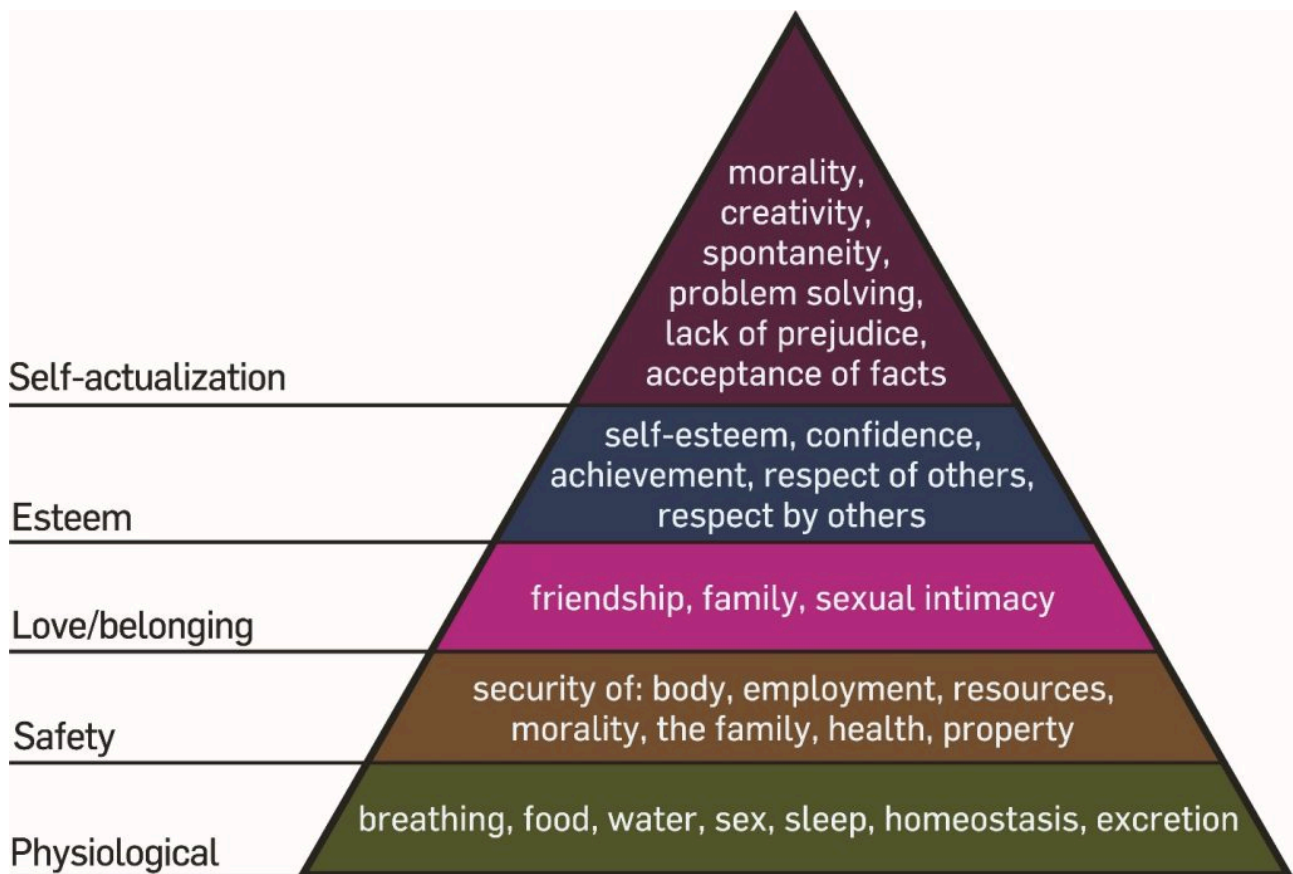 morality,
creativity,
spontaneity,
problem solving,
lack of prejudice,
acceptance of facts
Self-actualization
self-esteem, confidence,
achievement, respect of others,
respect by others
Esteem
friendship, family, sexual intimacy
Love/belonging
security of: body, employment, resources,
morality, the family, health, property
Safety
breathing, food, water, sex, sleep, homeostasis, excretion
Physiological